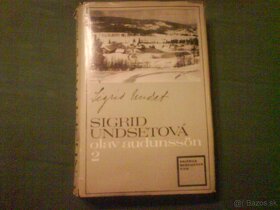 Sigrid Undset
SIGRID
UNDSETOVÁ
olav audunssön
2
bazos.sk